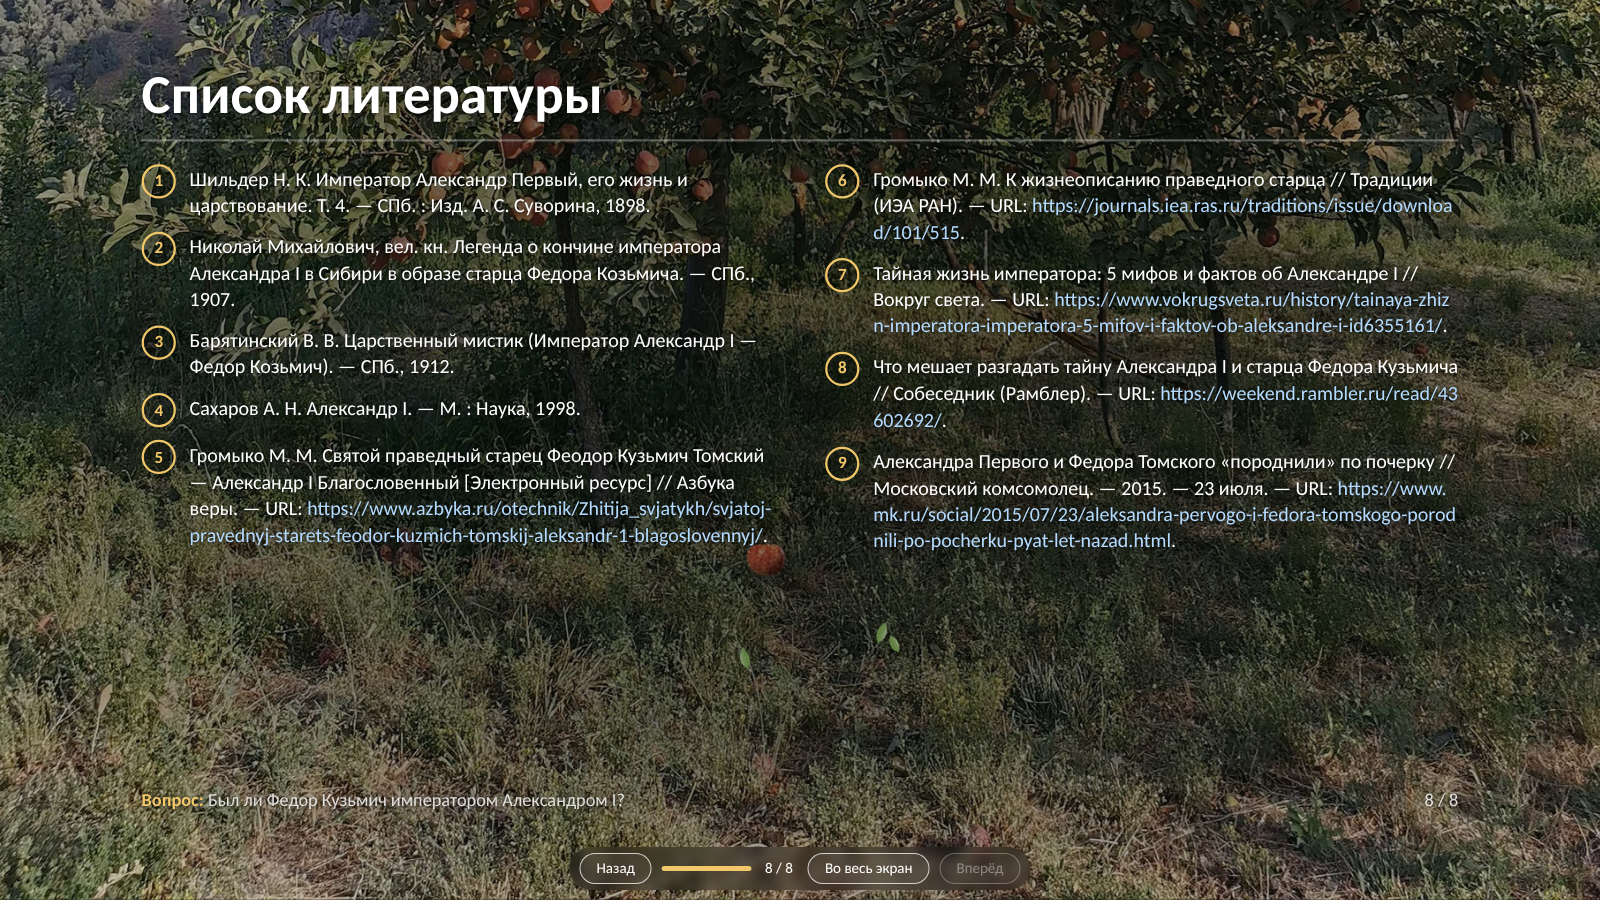 Список литературы
1
Шильдер Н. К. Император Александр Первый, его жизнь и
царствование. Т. 4. — СПб. : Изд. А. С. Суворина, 1898.
2
Николай Михайлович, вел. кн. Легенда о кончине императора
Александра I в Сибири в образе старца Федора Козьмича. — СПб.,
1907.
3
Барятинский В. В. Царственный мистик (Император Александр I —
Федор Козьмич). — СПб., 1912.
4
Сахаров А. Н. Александр I. — М. : Наука, 1998.
5
Громыко М. М. Святой праведный старец Феодор Кузьмич Томский
— Александр I Благословенный [Электронный ресурс] // Азбука
веры. — URL: https://www.azbyka.ru/otechnik/Zhitija_svjatykh/svjatoj-
pravednyj-starets-feodor-kuzmich-tomskij-aleksandr-1-blagoslovennyj/.
6
Громыко М. М. К жизнеописанию праведного старца // Традиции
(ИЭА РАН). — URL: https://journals.iea.ras.ru/traditions/issue/downloa
d/101/515.
7
Тайная жизнь императора: 5 мифов и фактов об Александре I //
Вокруг света. — URL: https://www.vokrugsveta.ru/history/tainaya-zhiz
n-imperatora-imperatora-5-mifov-i-faktov-ob-aleksandre-i-id6355161/.
8
Что мешает разгадать тайну Александра I и старца Федора Кузьмича
// Собеседник (Рамблер). — URL: https://weekend.rambler.ru/read/43
602692/.
9
Александра Первого и Федора Томского «породнили» по почерку //
Московский комсомолец. — 2015. — 23 июля. — URL: https://www.
mk.ru/social/2015/07/23/aleksandra-pervogo-i-fedora-tomskogo-porod
nili-po-pocherku-pyat-let-nazad.html.
Вопрос: Был ли Федор Кузьмич императором Александром I?
8 / 8
Назад
8 / 8
Во весь экран
Вперёд